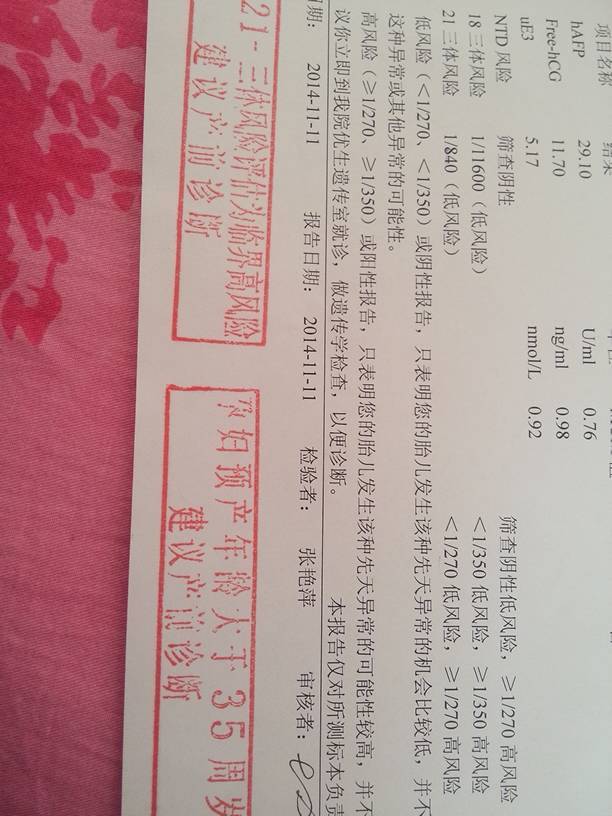 项目名称 结果
hAFP 29.10 U/ml 0.76
Free-hCG 11.70 ng/ml 0.98
uE3 5.17 nmol/L 0.92
NTD 风险 筛查阴性 筛查阴性低风险，≥1/270 高风险
18 三体风险 1/11600（低风险） <1/350 低风险，≥1/350 高风险
21 三体风险 1/840（低风险） <1/270 低风险，≥1/270 高风险
低风险（<1/270、<1/350）或阴性报告，只表明您的胎儿发生该种先天异常的机会比较低，并不
这种异常或其他异常的可能性。
高风险（≥1/270、≥1/350）或阳性报告，只表明您的胎儿发生该种先天异常的可能性较高，并不
议你立即到我院优生遗传室就诊，做遗传学检查，以便诊断。 本报告仅对所测标本负责
期： 2014-11-11 报告日期： 2014-11-11 检验者： 张艳萍 审核者：
21-三体风险评估为临界高风险
建议产前诊断
孕妇预产年龄大于35周岁
建议产前诊断